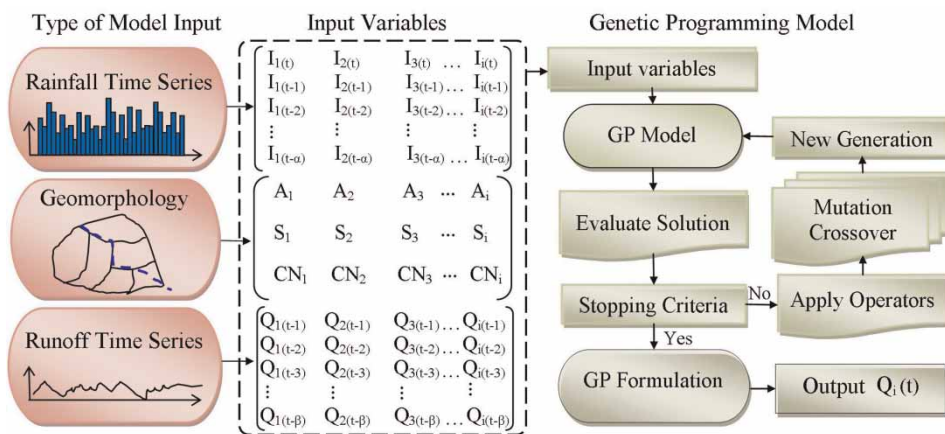 Type of Model Input
Input Variables
Genetic Programming Model
Rainfall Time Series
Geomorphology
Runoff Time Series
I1(t) I2(t) I3(t) … Ii(t)
I1(t-1) I2(t-1) I3(t-1) … Ii(t-1)
I1(t-2) I2(t-2) I3(t-2) … Ii(t-2)
⋮ ⋮ ⋮ ⋮
I1(t-α) I2(t-α) I3(t-α) … Ii(t-α)
A1 A2 A3 ... Ai
S1 S2 S3 ... Si
CN1 CN2 CN3 ... CNi
Q1(t-1) Q2(t-1) Q3(t-1) … Qi(t-1)
Q1(t-2) Q2(t-2) Q3(t-2) … Qi(t-2)
Q1(t-3) Q2(t-3) Q3(t-3) … Qi(t-3)
⋮ ⋮ ⋮ ⋮
Q1(t-β) Q2(t-β) Q3(t-β) … Qi(t-β)
Input variables
GP Model
Evaluate Solution
Stopping Criteria
No
Yes
Apply Operators
Mutation
Crossover
New Generation
GP Formulation
Output Qi (t)